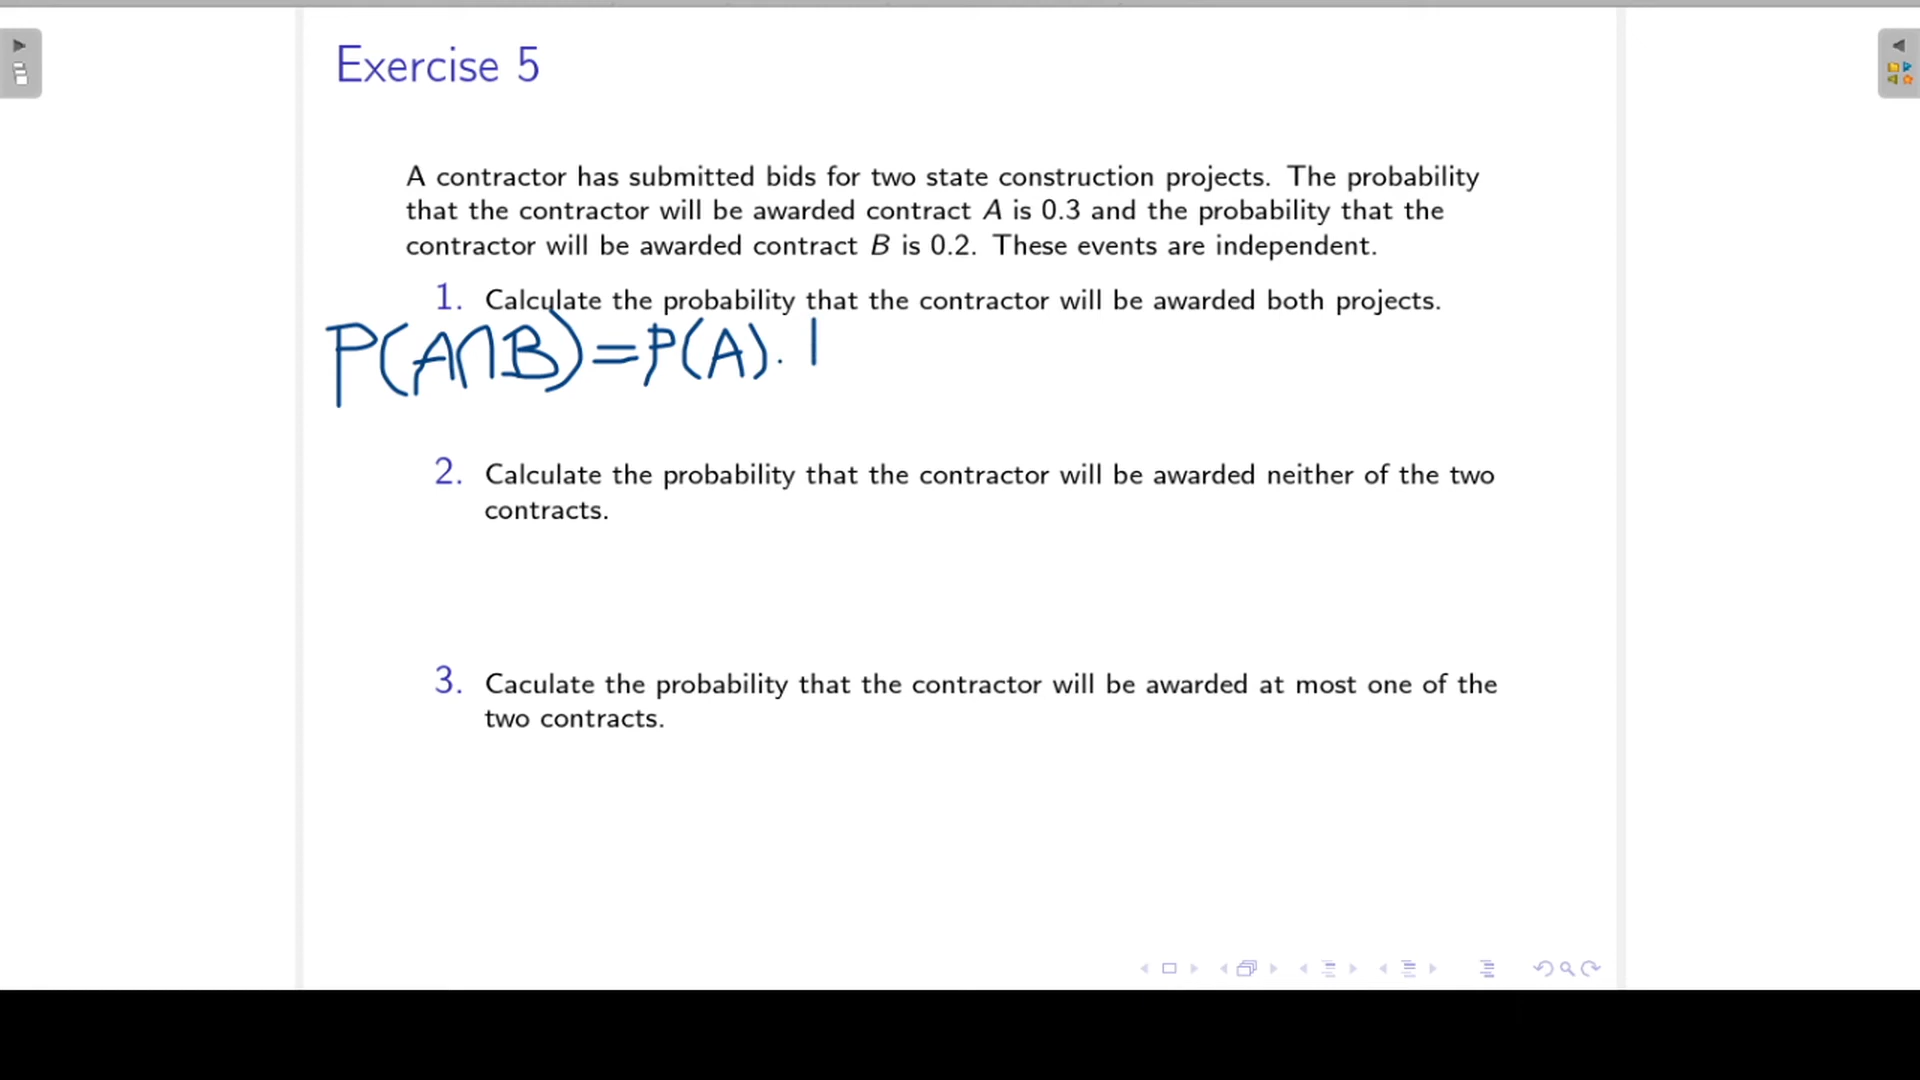 Exercise 5
A contractor has submitted bids for two state construction projects. The probability
that the contractor will be awarded contract A is 0.3 and the probability that the
contractor will be awarded contract B is 0.2. These events are independent.
1. Calculate the probability that the contractor will be awarded both projects.
P(A∩B)=P(A). |
2. Calculate the probability that the contractor will be awarded neither of the two
contracts.
3. Caculate the probability that the contractor will be awarded at most one of the
two contracts.